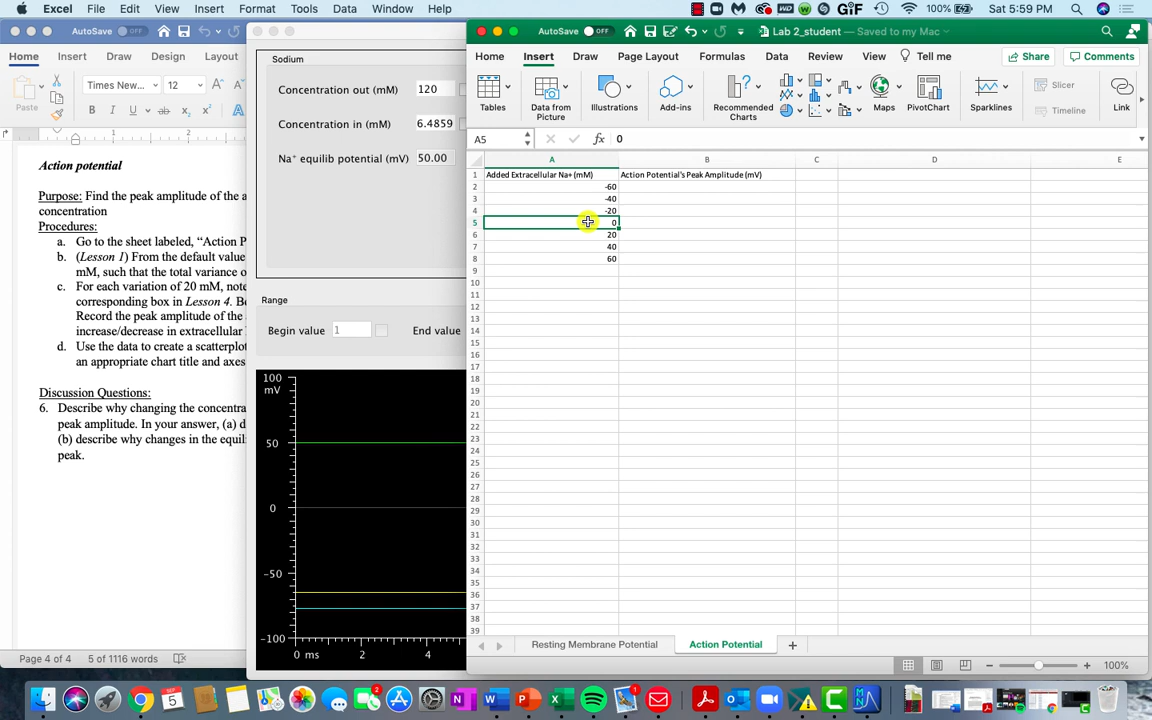 Excel File Edit View Insert Format Tools Data Window Help
GIF 100% Sat 5:59 PM
AutoSave OFF
Home Insert Draw Design Layout
Paste
Times New... 12
B I U ab x
Action potential
Purpose: Find the peak amplitude of the a
concentration
Procedures:
a. Go to the sheet labeled, “Action P
b. (Lesson 1) From the default value
mM, such that the total variance o
c. For each variation of 20 mM, note
corresponding box in Lesson 4. Be
Record the peak amplitude of the
increase/decrease in extracellular
d. Use the data to create a scatterplot
an appropriate chart title and axes
Discussion Questions:
6. Describe why changing the concentra
peak amplitude. In your answer, (a) d
(b) describe why changes in the equil
peak.
Page 4 of 4 5 of 1116 words
Sodium
Concentration out (mM) 120
Concentration in (mM) 6.4859
Na⁺ equilib potential (mV) 50.00
Range
Begin value 1 End value
100
mV
50
0
-50
-100
0 ms 2 4
AutoSave OFF Lab 2_student — Saved to my Mac
Home Insert Draw Page Layout Formulas Data Review View Tell me Share Comments
Tables
Data from
Picture
Illustrations
Add-ins
Recommended
Charts
Maps
PivotChart
Sparklines
Slicer
Timeline
Link
A5 fx 0
A B C D E
1 Added Extracellular Na+ (mM) Action Potential's Peak Amplitude (mV)
2 -60
3 -40
4 -20
5 0
6 20
7 40
8 60
9
10
11
12
13
14
15
16
17
18
19
20
21
22
23
24
25
26
27
28
29
30
31
32
33
34
35
36
37
38
39
Resting Membrane Potential Action Potential +
100%